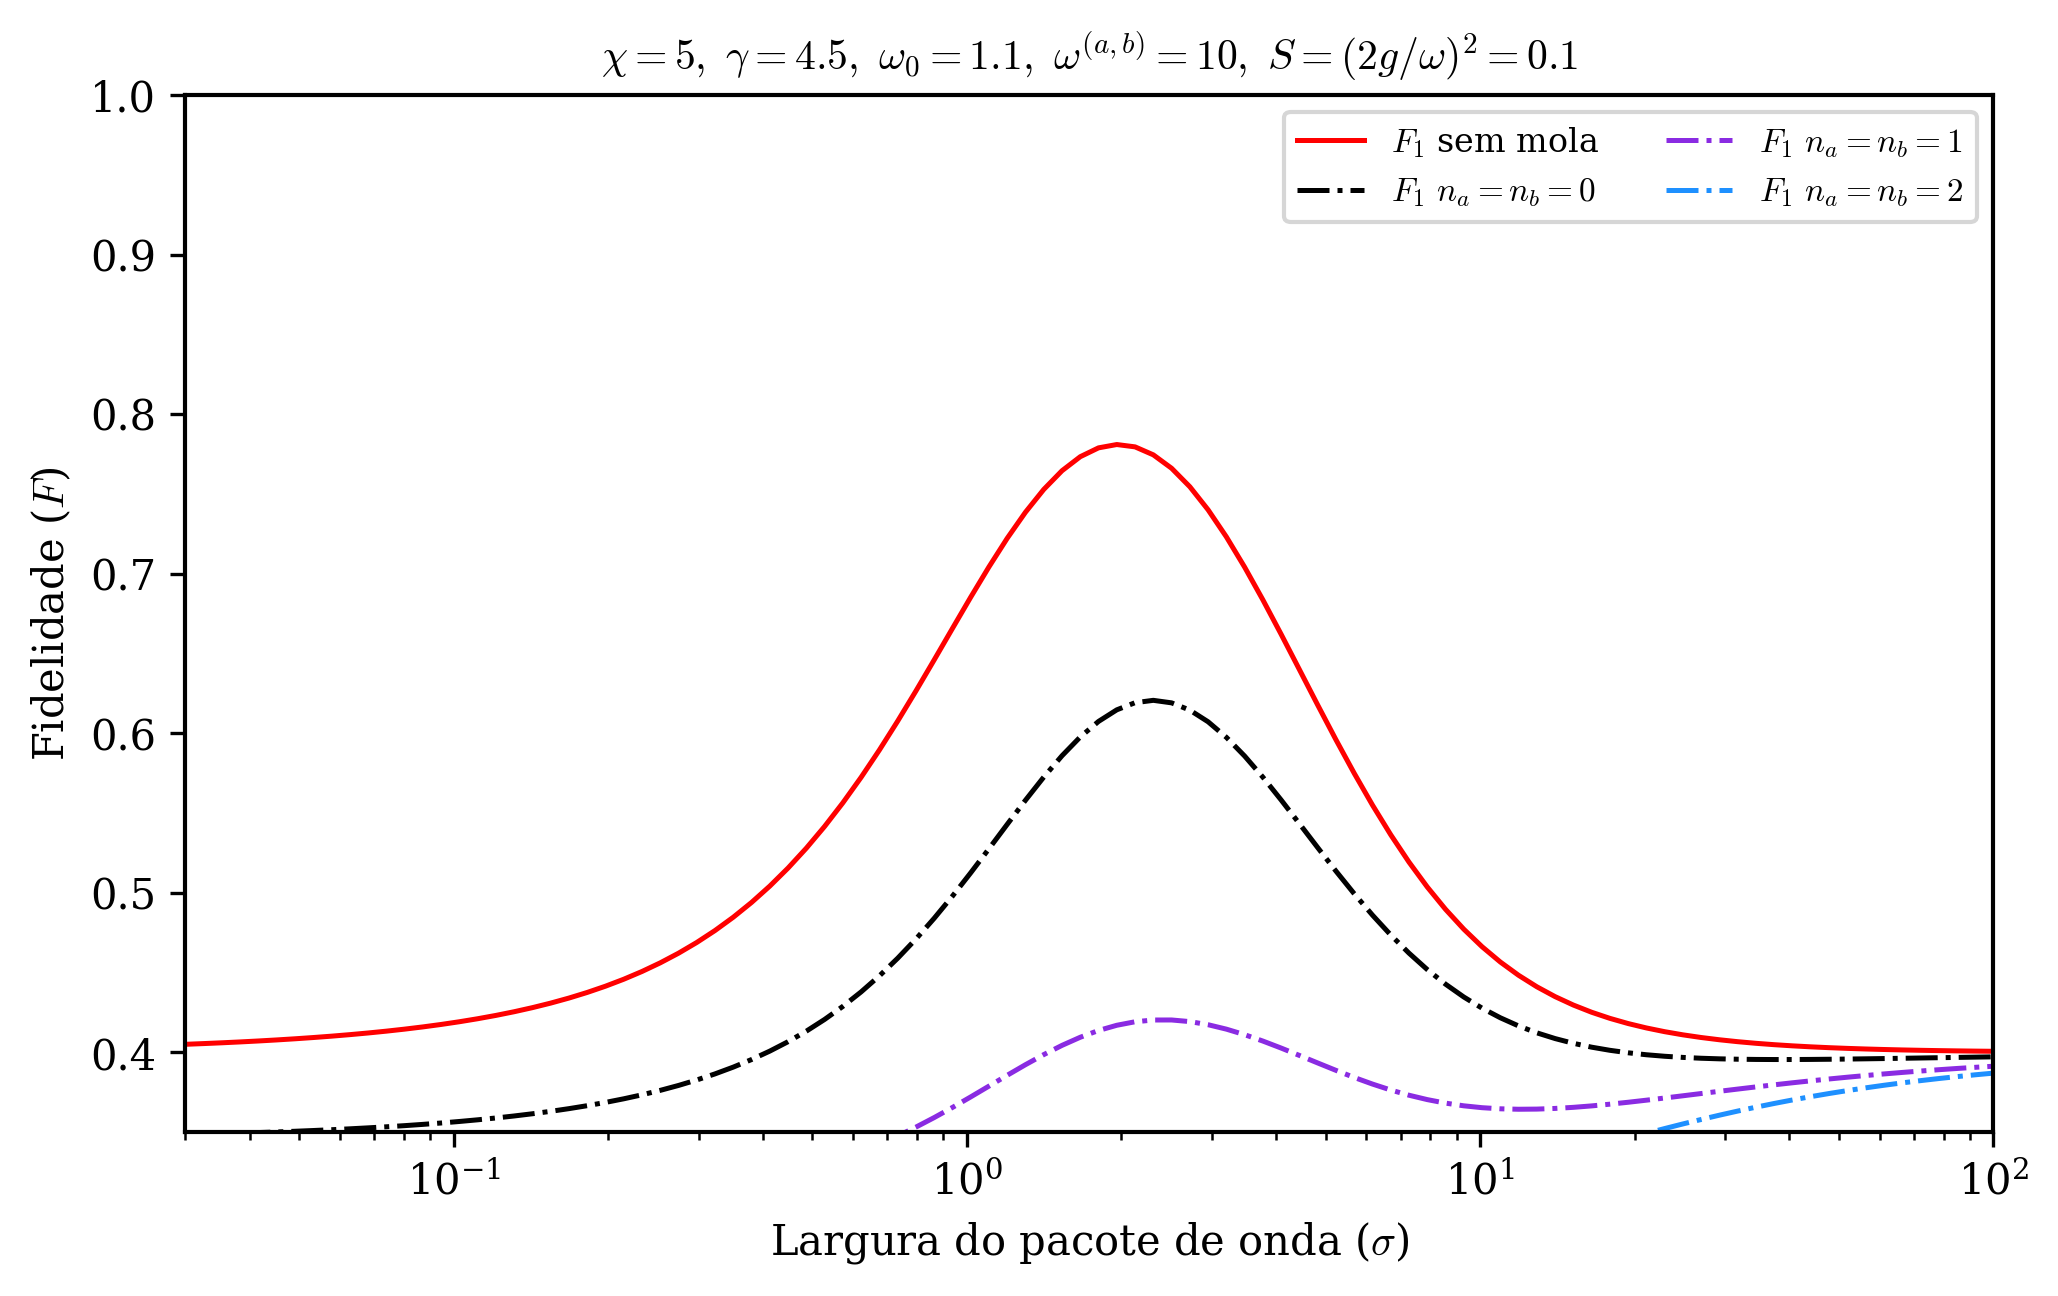 χ = 5, γ = 4.5, ω₀ = 1.1, ω⁽ᵃ,ᵇ⁾ = 10, S = (2g/ω)² = 0.1
F₁ sem mola
F₁ nₐ = n_b = 0
F₁ nₐ = n_b = 1
F₁ nₐ = n_b = 2
Fidelidade (F)
1.0
0.9
0.8
0.7
0.6
0.5
0.4
10⁻¹
10⁰
10¹
10²
Largura do pacote de onda (σ)